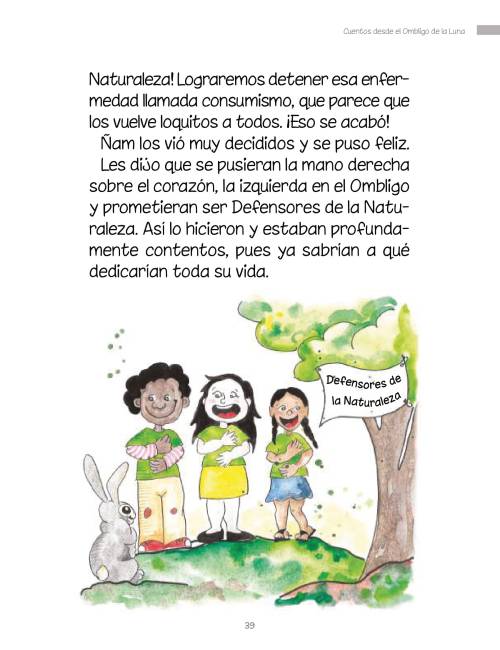 Cuentos desde el Ombligo de la Luna
Naturaleza! Lograremos detener esa enfer-
medad llamada consumismo, que parece que
los vuelve loquitos a todos. ¡Eso se acabó!
Ñam los vió muy decididos y se puso feliz.
Les dijo que se pusieran la mano derecha
sobre el corazón, la izquierda en el Ombligo
y prometieran ser Defensores de la Natu-
raleza. Así lo hicieron y estaban profunda-
mente contentos, pues ya sabrían a qué
dedicarían toda su vida.
Defensores de
la Naturaleza
39